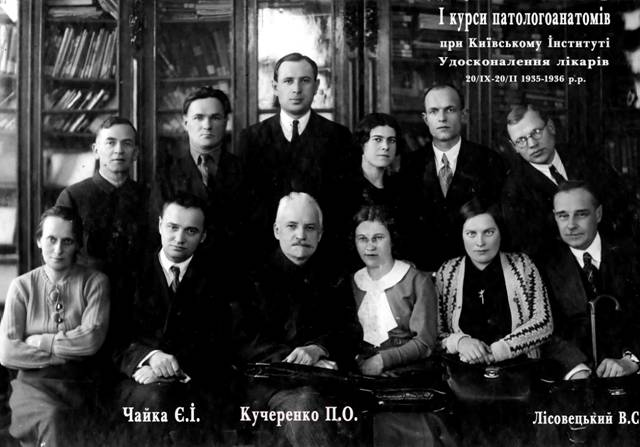 І курси патологоанатомів
при Київському Інституті
Удосконалення лікарів
20/IX-20/II 1935-1936 р.р.
Чайка Є.І.
Кучеренко П.О.
Лісовецький В.С